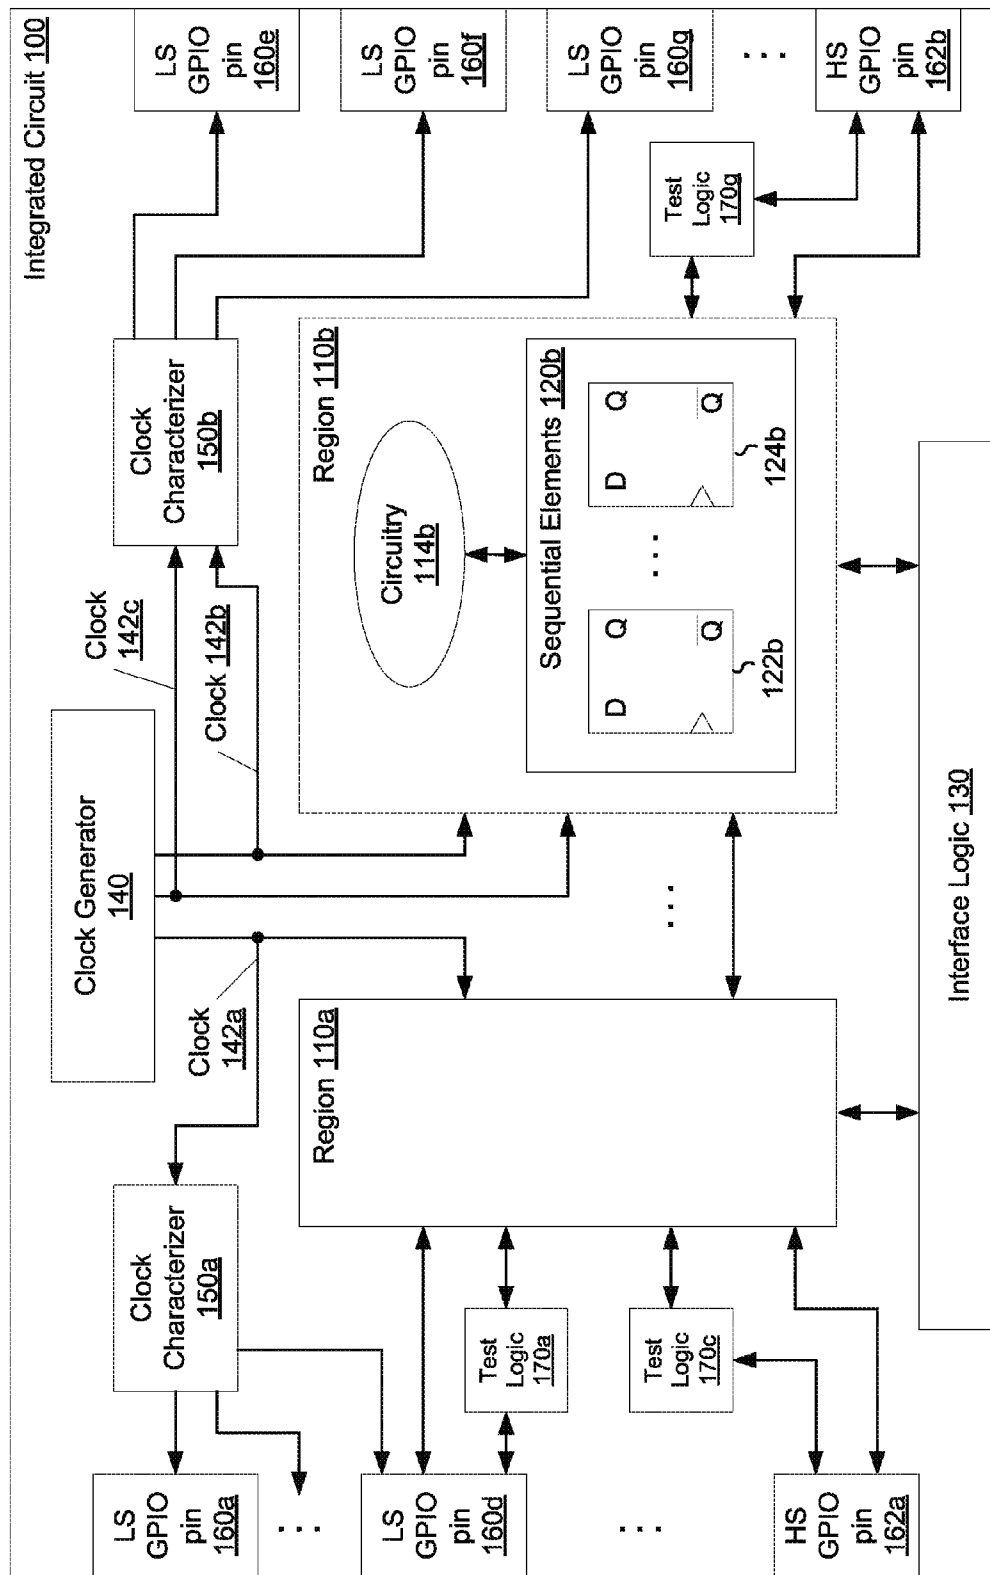 Integrated Circuit 100
LS
GPIO
pin
160e
LS
GPIO
pin
160f
LS
GPIO
pin
160g
...
HS
GPIO
pin
162b
Clock
Characterizer
150b
Test
Logic
170g
Clock
142c
Clock 142b
Region 110b
Circuitry
114b
Sequential Elements 120b
D Q
Q
122b
...
D Q
Q
124b
Clock Generator
140
Clock
142a
...
Interface Logic 130
Region 110a
Clock
Characterizer
150a
Test
Logic
170a
Test
Logic
170c
LS
GPIO
pin
160a
...
LS
GPIO
pin
160d
...
HS
GPIO
pin
162a